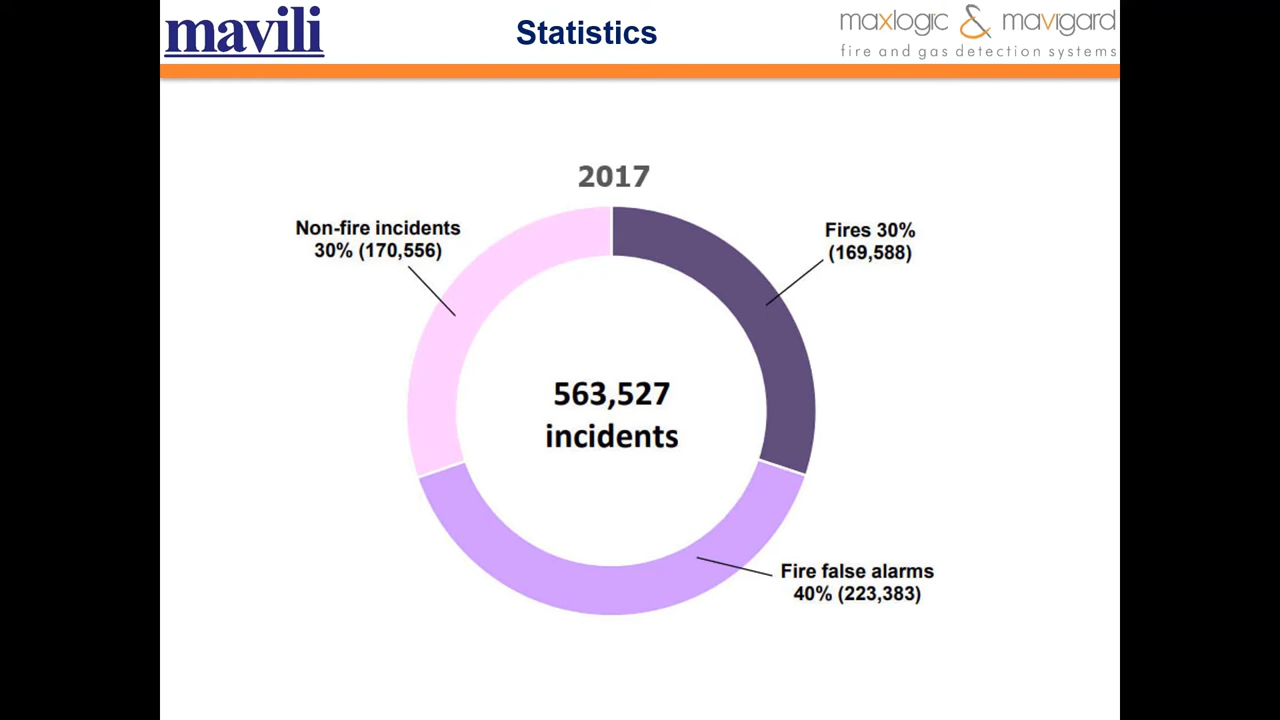 mavili
Statistics
maxlogic & mavigard
fire and gas detection systems
2017
Non-fire incidents
30% (170,556)
Fires 30%
(169,588)
563,527
incidents
Fire false alarms
40% (223,383)